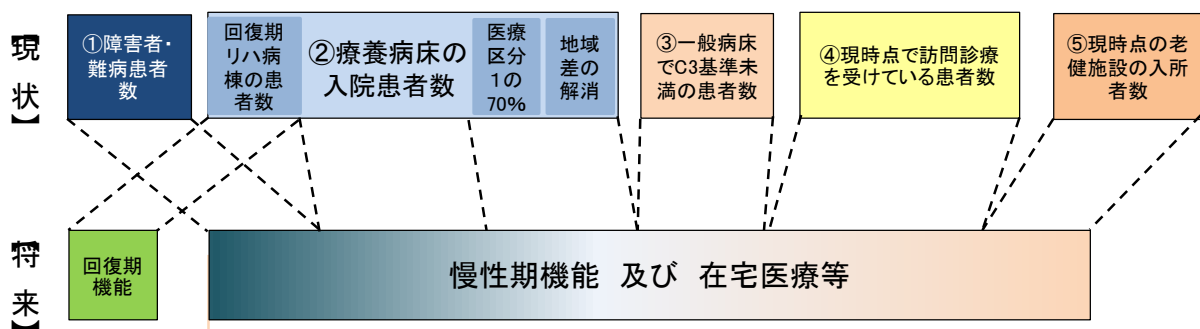 【現状】
①障害者・
難病患者
数
回復期
リハ病
棟の患
者数
②療養病床の
入院患者数
医療
区分
1の
70%
地域
差の
解消
③一般病床
でC3基準未
満の患者数
④現時点で訪問診療
を受けている患者数
⑤現時点の老
健施設の入所
者数
【将来】
回復期
機能
慢性期機能 及び 在宅医療等